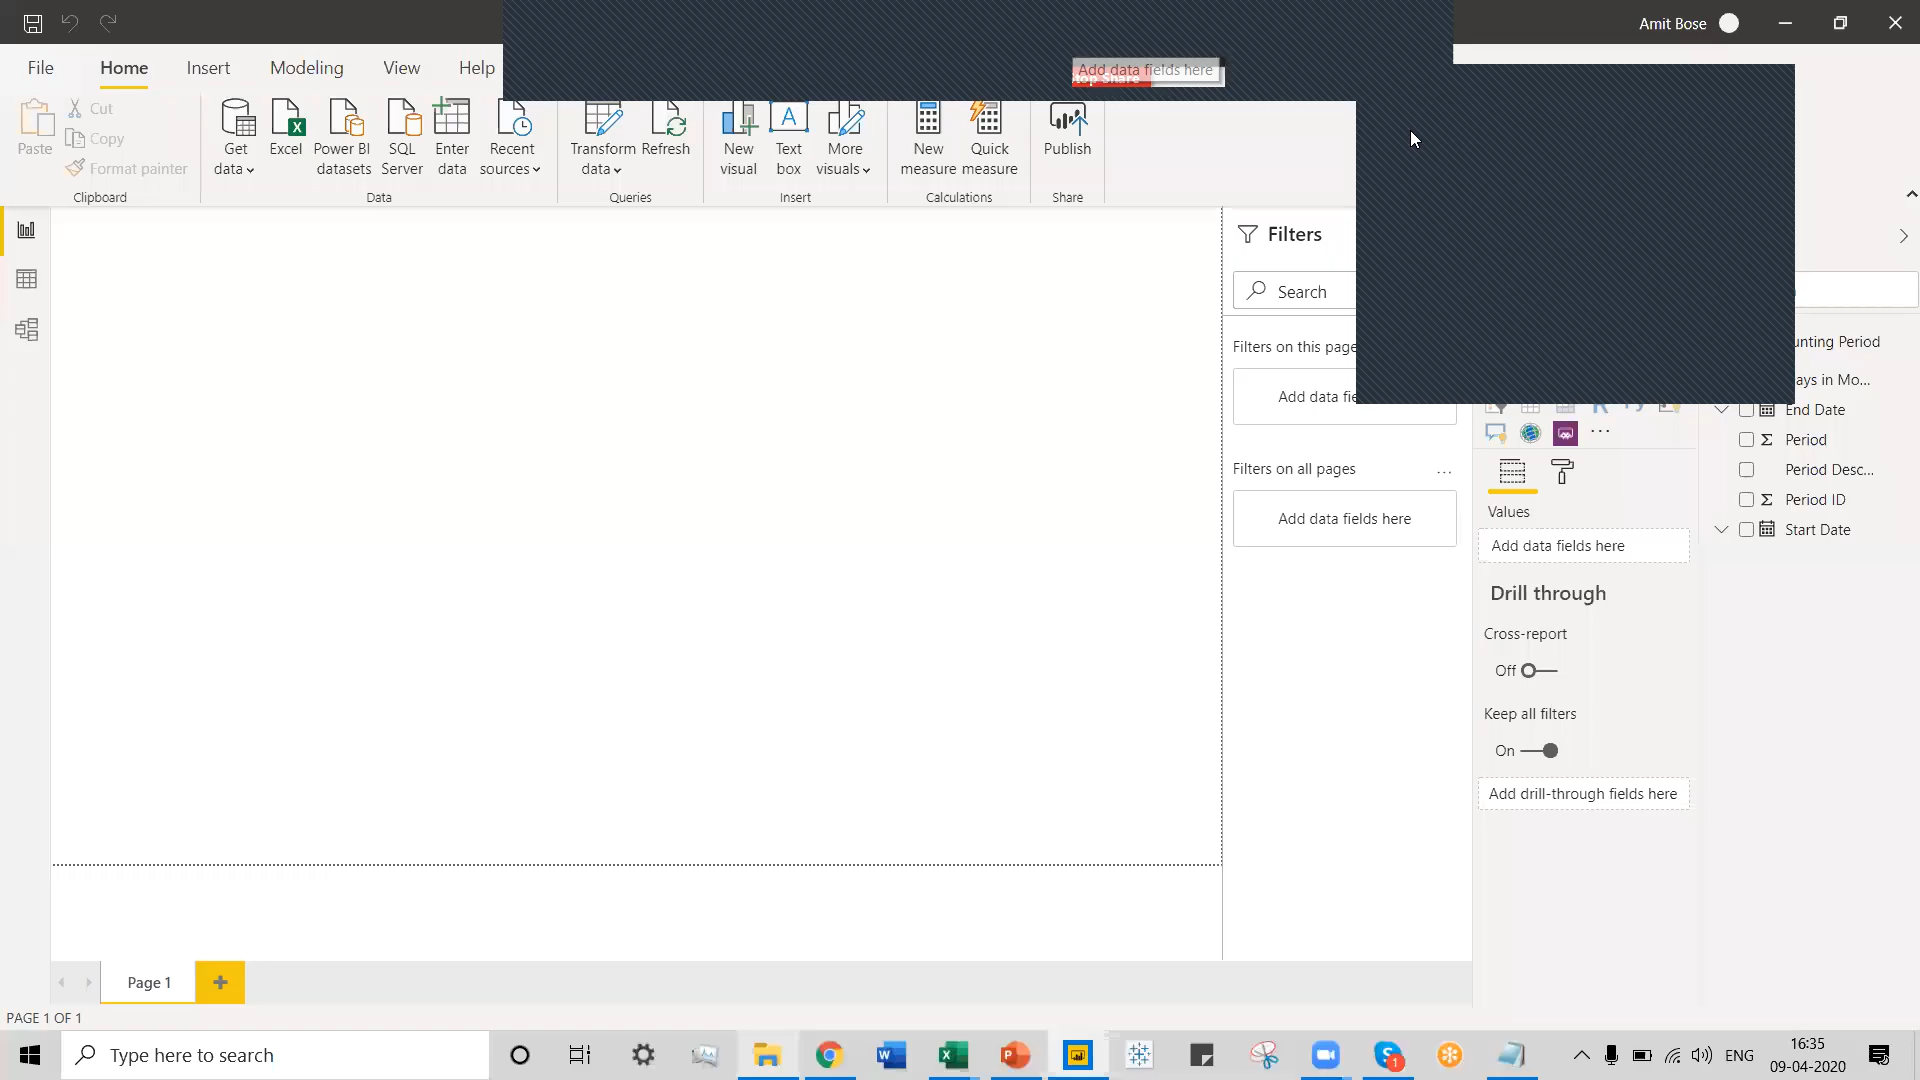 Amit Bose
File Home Insert Modeling View Help
Add data fields here
top Share
Paste
Cut
Copy
Format painter
Clipboard
Get data
Excel
Power BI datasets
SQL Server
Enter data
Recent sources
Data
Transform data
Refresh
Queries
New visual
Text box
More visuals
Insert
New measure
Quick measure
Calculations
Publish
Share
Filters
Search
Filters on this page
Add data fie
Filters on all pages ...
Add data fields here
Values
Add data fields here
Drill through
Cross-report
Off
Keep all filters
On
Add drill-through fields here
unting Period
ays in Mo...
End Date
Period
Period Desc...
Period ID
Start Date
Page 1
PAGE 1 OF 1
Type here to search
ENG
16:35
09-04-2020